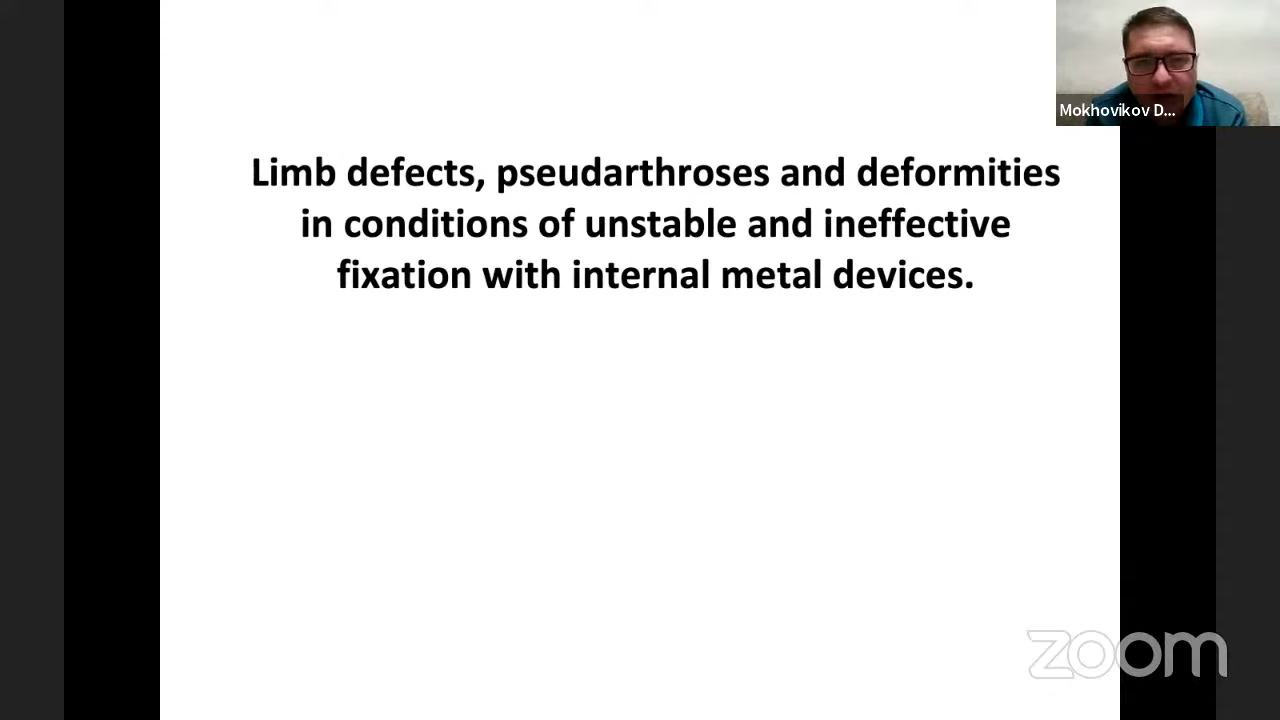 Mokhovikov D...
Limb defects, pseudarthroses and deformities
in conditions of unstable and ineffective
fixation with internal metal devices.
zoom